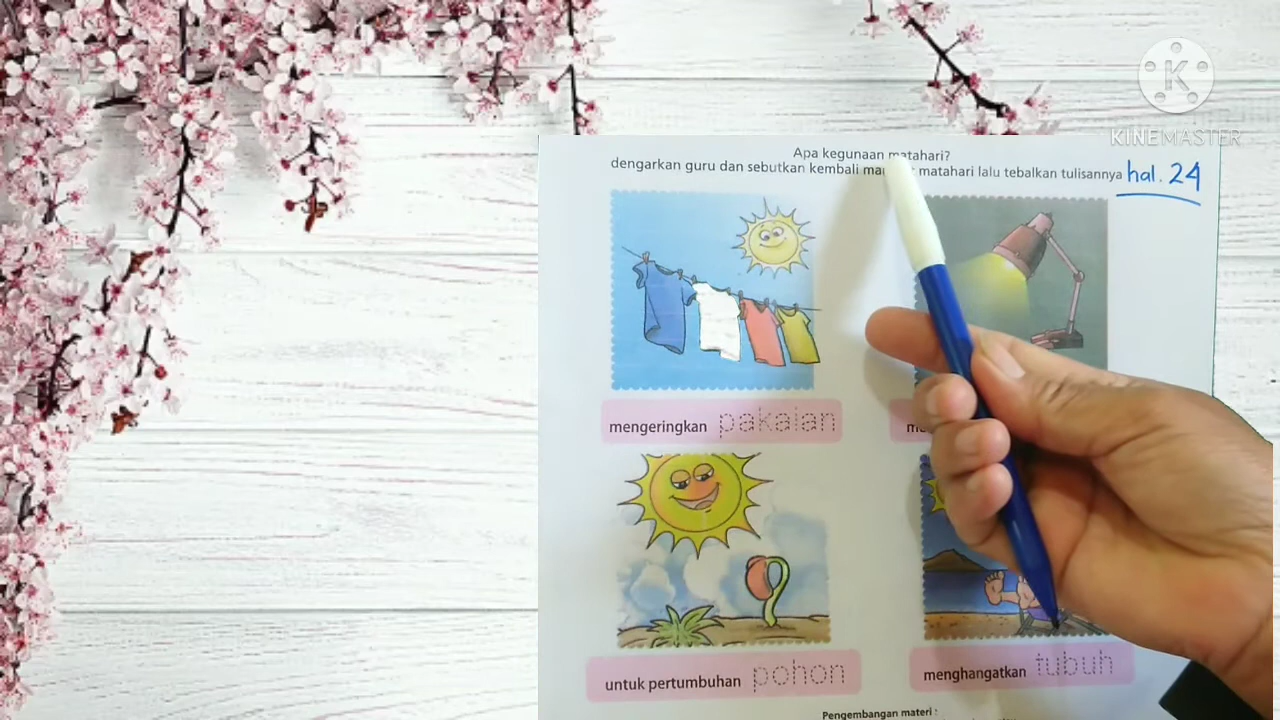 K
KINEMASTER
Apa kegunaan matahari?
dengarkan guru dan sebutkan kembali matahari lalu tebalkan tulisannya hal. 24
mengeringkan pakaian
untuk pertumbuhan pohon
menghangatkan tubuh
Pengembangan materi :